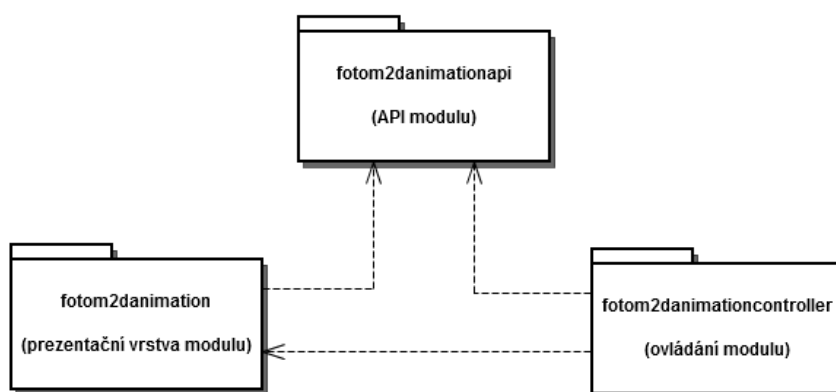 fotom2danimationapi
(API modulu)
fotom2danimation
(prezentační vrstva modulu)
fotom2danimationcontroller
(ovládání modulu)